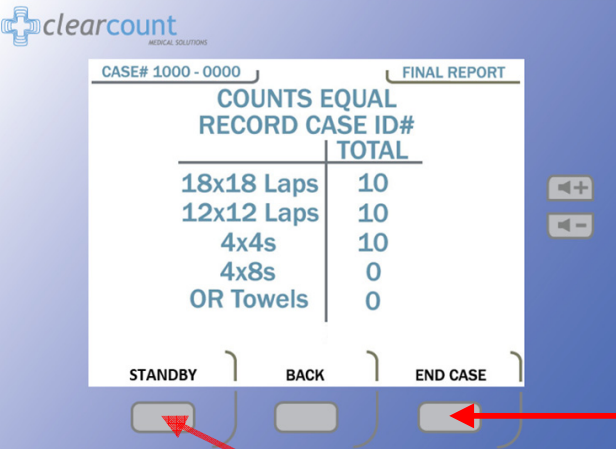 clearcount
MEDICAL SOLUTIONS
CASE# 1000 - 0000
FINAL REPORT
COUNTS EQUAL
RECORD CASE ID#
TOTAL
18x18 Laps 10
12x12 Laps 10
4x4s 10
4x8s 0
OR Towels 0
STANDBY BACK END CASE